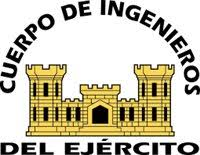 CUERPO DE INGENIEROS
DEL EJÉRCITO